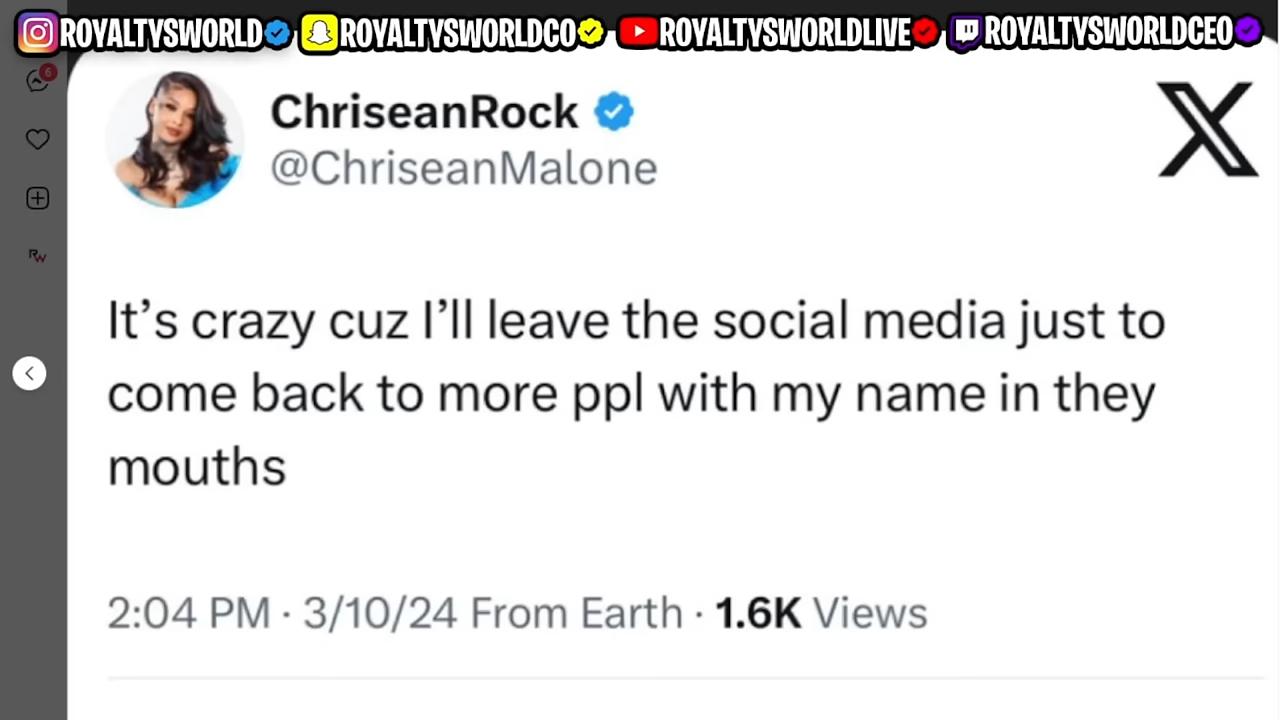 ROYALTYSWORLD ROYALTYSWORLDCO ROYALTYSWORLDLIVE ROYALTYSWORLDCEO
6
ChriseanRock
@ChriseanMalone
RW
It’s crazy cuz I’ll leave the social media just to
come back to more ppl with my name in they
mouths
2:04 PM · 3/10/24 From Earth · 1.6K Views